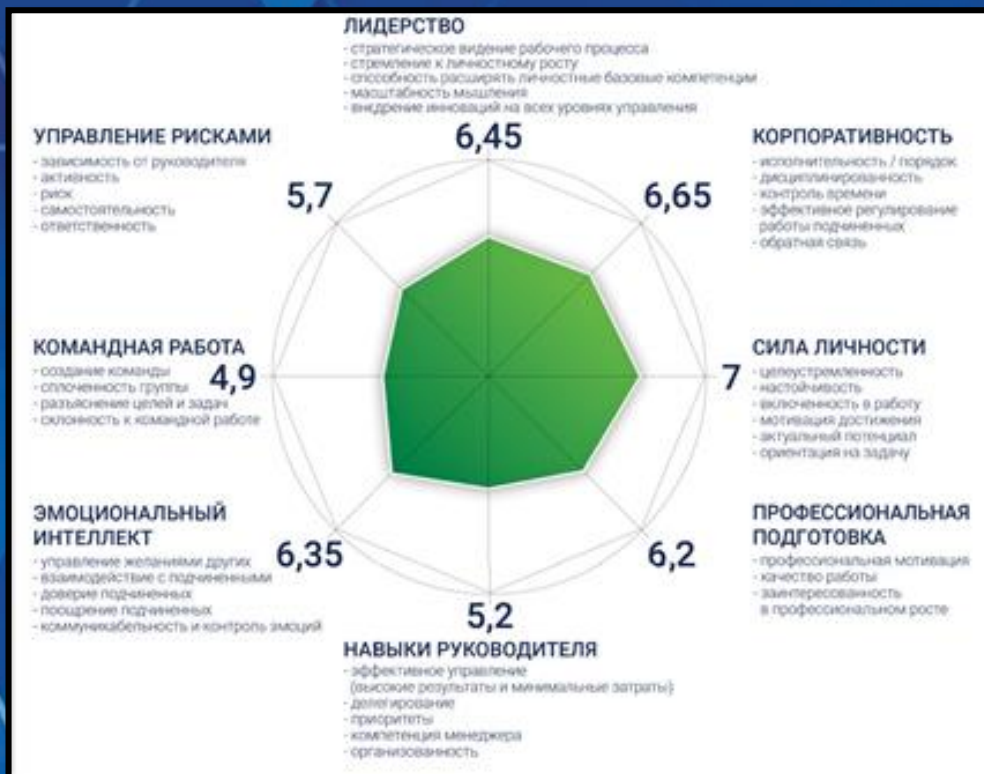 ЛИДЕРСТВО
- стратегическое видение рабочего процесса
- стремление к личностному росту
- способность расширять личностные базовые компетенции
- масштабность мышления
- внедрение инноваций на всех уровнях управления
6,45
УПРАВЛЕНИЕ РИСКАМИ
- зависимость от руководителя
- активность
- риск
- самостоятельность
- ответственность
5,7
КОРПОРАТИВНОСТЬ
- исполнительность / порядок
- дисциплинированность
- контроль времени
- эффективное регулирование
работы подчиненных
- обратная связь
6,65
КОМАНДНАЯ РАБОТА
- создание команды
- сплоченность группы
- разъяснение целей и задач
- склонность к командной работе
4,9
СИЛА ЛИЧНОСТИ
- целеустремленность
- настойчивость
- включенность в работу
- мотивация достижения
- актуальный потенциал
- ориентация на задачу
7
ЭМОЦИОНАЛЬНЫЙ
ИНТЕЛЛЕКТ
- управление желаниями других
- взаимодействие с подчиненными
- доверие подчиненных
- поощрение подчиненных
- коммуникабельность и контроль эмоций
6,35
ПРОФЕССИОНАЛЬНАЯ
ПОДГОТОВКА
- профессиональная мотивация
- качество работы
- заинтересованность
в профессиональном росте
6,2
5,2
НАВЫКИ РУКОВОДИТЕЛЯ
- эффективное управление
(высокие результаты и минимальные затраты)
- делегирование
- приоритеты
- компетенция менеджера
- организованность